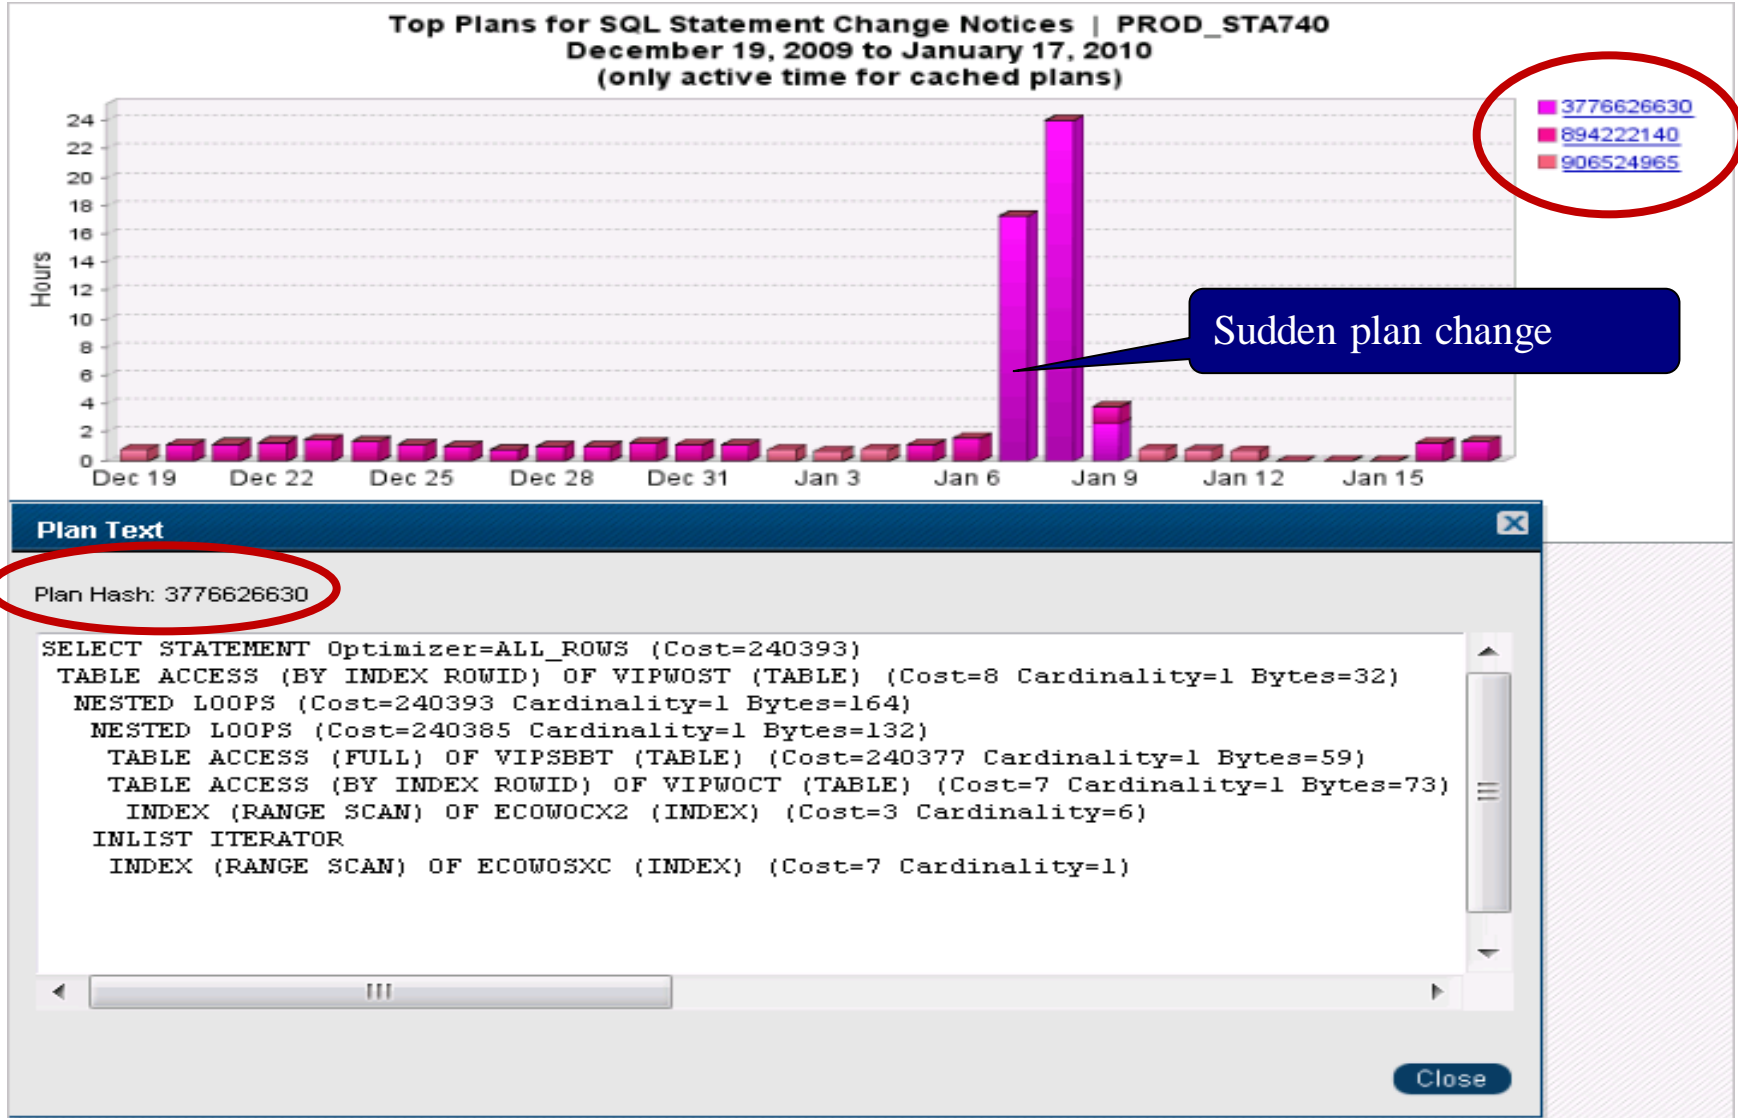 Top Plans for SQL Statement Change Notices | PROD_STA740
December 19, 2009 to January 17, 2010
(only active time for cached plans)
3776626630
894222140
906524965
Hours
24
22
20
18
16
14
12
10
8
6
4
2
0
Sudden plan change
Dec 19 Dec 22 Dec 25 Dec 28 Dec 31 Jan 3 Jan 6 Jan 9 Jan 12 Jan 15
Plan Text
Plan Hash: 3776626630
SELECT STATEMENT Optimizer=ALL_ROWS (Cost=240393)
TABLE ACCESS (BY INDEX ROWID) OF VIPWOST (TABLE) (Cost=8 Cardinality=1 Bytes=32)
NESTED LOOPS (Cost=240393 Cardinality=1 Bytes=164)
NESTED LOOPS (Cost=240385 Cardinality=1 Bytes=132)
TABLE ACCESS (FULL) OF VIPSBBT (TABLE) (Cost=240377 Cardinality=1 Bytes=59)
TABLE ACCESS (BY INDEX ROWID) OF VIPWOCT (TABLE) (Cost=7 Cardinality=1 Bytes=73)
INDEX (RANGE SCAN) OF ECOWOCX2 (INDEX) (Cost=3 Cardinality=6)
INLIST ITERATOR
INDEX (RANGE SCAN) OF ECOWOSXC (INDEX) (Cost=7 Cardinality=1)
Close